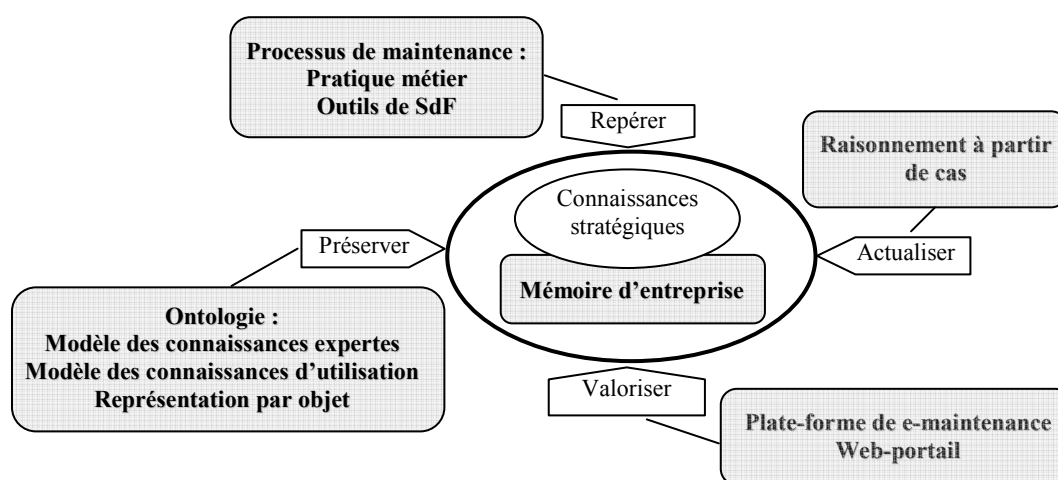 Processus de maintenance :
Pratique métier
Outils de SdF
Repérer
Raisonnement à partir
de cas
Connaissances
stratégiques
Préserver
Actualiser
Mémoire d’entreprise
Ontologie :
Modèle des connaissances expertes
Modèle des connaissances d’utilisation
Représentation par objet
Valoriser
Plate-forme de e-maintenance
Web-portail